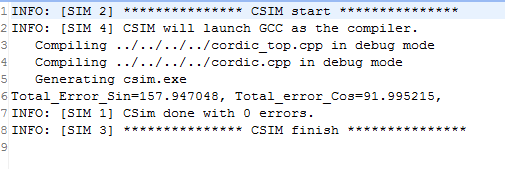 1 INFO: [SIM 2] *************** CSIM start ***************
2 INFO: [SIM 4] CSIM will launch GCC as the compiler.
3    Compiling ../../../../cordic_top.cpp in debug mode
4    Compiling ../../../../cordic.cpp in debug mode
5    Generating csim.exe
6 Total_Error_Sin=157.947048, Total_error_Cos=91.995215,
7 INFO: [SIM 1] CSim done with 0 errors.
8 INFO: [SIM 3] *************** CSIM finish ***************
9